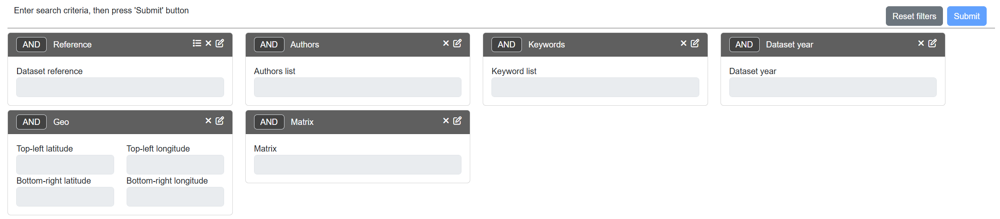 Enter search criteria, then press 'Submit' button
Reset filters
Submit
AND Reference
AND Authors
AND Keywords
AND Dataset year
Dataset reference
Authors list
Keyword list
Dataset year
AND Geo
AND Matrix
Top-left latitude
Top-left longitude
Matrix
Bottom-right latitude
Bottom-right longitude